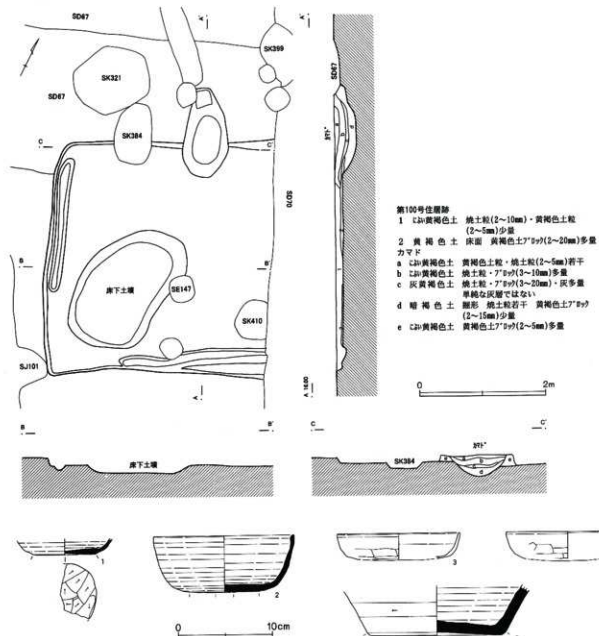 SD67
A'
SK399
SK321
SD67
SK384
C
C'
SD70
B
B'
床下土壙
SE147
SK410
SJ101
A
SD67
カマド
A 16.00
第100号住居跡
1 にぶい黄褐色土 焼土粒(2〜10㎜)・黄褐色土粒
(2〜5㎜)少量
2 黄褐色土 床面 黄褐色土ブロック(2〜20㎜)多量
カマド
a にぶい黄褐色土 黄褐色土粒・焼土粒(2〜5㎜)若干
b にぶい黄褐色土 焼土粒・ブロック(3〜10㎜)多量
c 灰黄褐色土 焼土粒・ブロック(3〜20㎜)・灰多量
単純な灰層ではない
d 暗褐色土 掘形 焼土粒若干 黄褐色土ブロック
(2〜15㎜)少量
e にぶい黄褐色土 黄褐色土ブロック(2〜5㎜)多量
0 2m
B B'
床下土壙
C C'
SK384
カマド
1
2
3
0 10cm